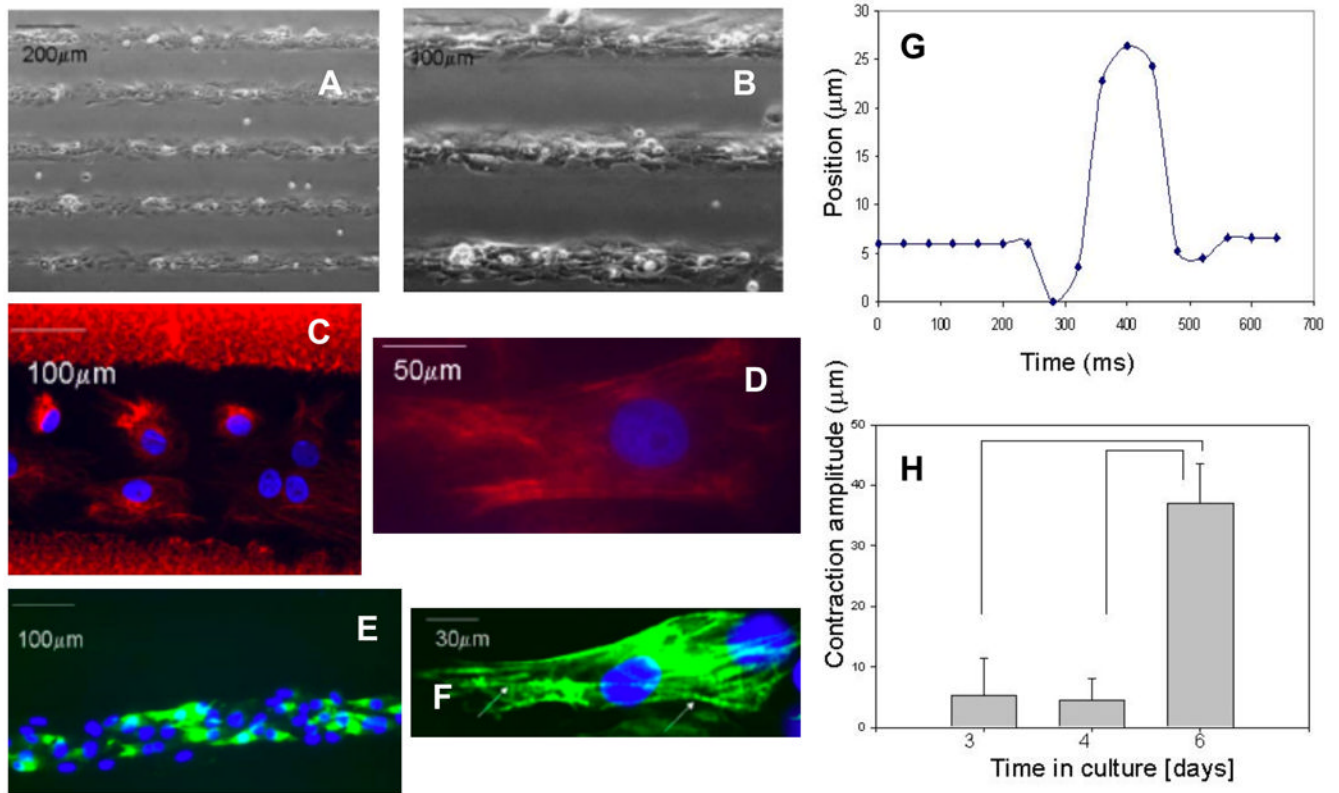 200µm
A
100µm
B
100µm
C
50µm
D
100µm
E
30µm
F
G
Position (µm)
30
25
20
15
10
5
0
0 100 200 300 400 500 600 700
Time (ms)
H
Contraction amplitude (µm)
50
40
30
20
10
0
3 4 6
Time in culture [days]